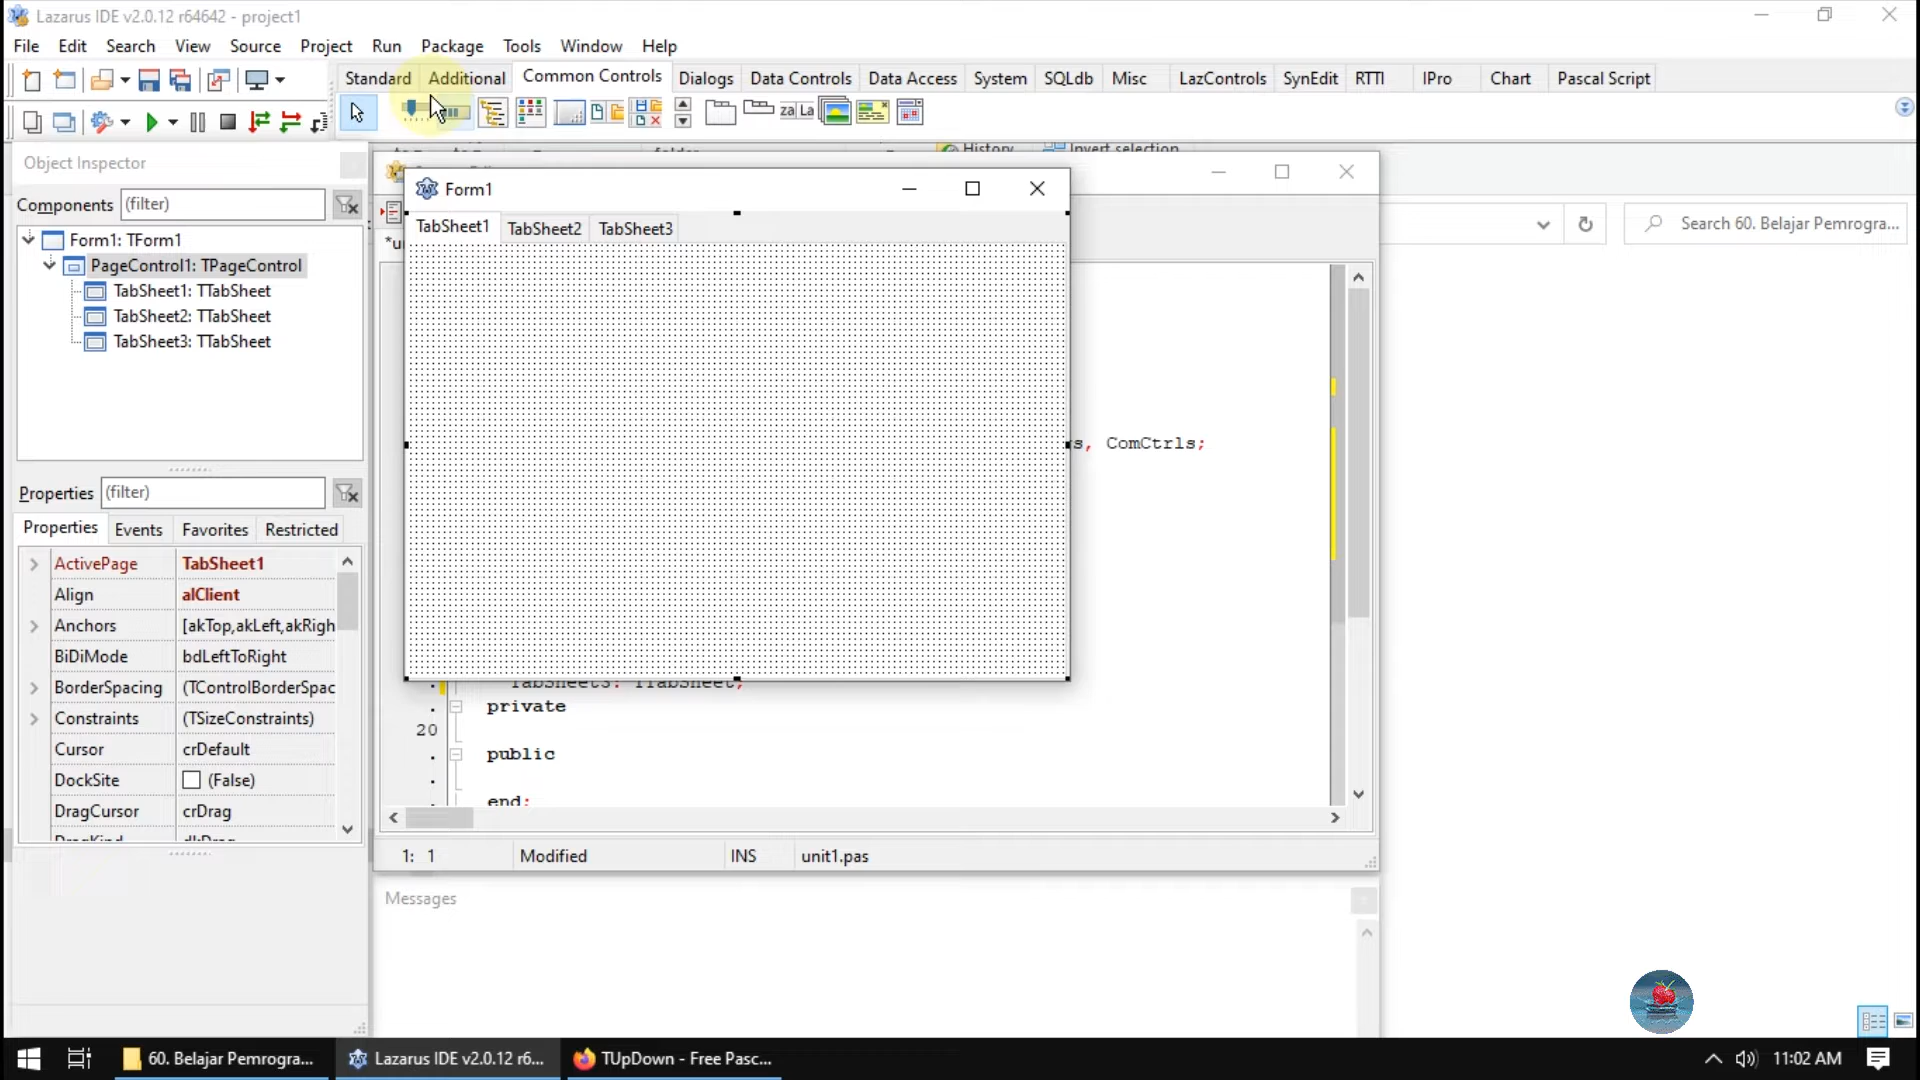 Lazarus IDE v2.0.12 r64642 - project1
File Edit Search View Source Project Run Package Tools Window Help
Standard Additional Common Controls Dialogs Data Controls Data Access System SQLdb Misc LazControls SynEdit RTTI IPro Chart Pascal Script
Object Inspector
Components (filter)
Form1: TForm1
PageControl1: TPageControl
TabSheet1: TTabSheet
TabSheet2: TTabSheet
TabSheet3: TTabSheet
Properties (filter)
Properties Events Favorites Restricted
ActivePage TabSheet1
Align alClient
Anchors [akTop,akLeft,akRigh
BiDiMode bdLeftToRight
BorderSpacing (TControlBorderSpac
Constraints (TSizeConstraints)
Cursor crDefault
DockSite (False)
DragCursor crDrag
DragKind dkDrag
History Invert selection
Form1
TabSheet1 TabSheet2 TabSheet3
Search 60. Belajar Pemrogra...
s, ComCtrls;
TabSheet3: TTabSheet;
private
20
public
end;
1: 1 Modified INS unit1.pas
Messages
60. Belajar Pemrogra... Lazarus IDE v2.0.12 r6... TUpDown - Free Pasc... 11:02 AM